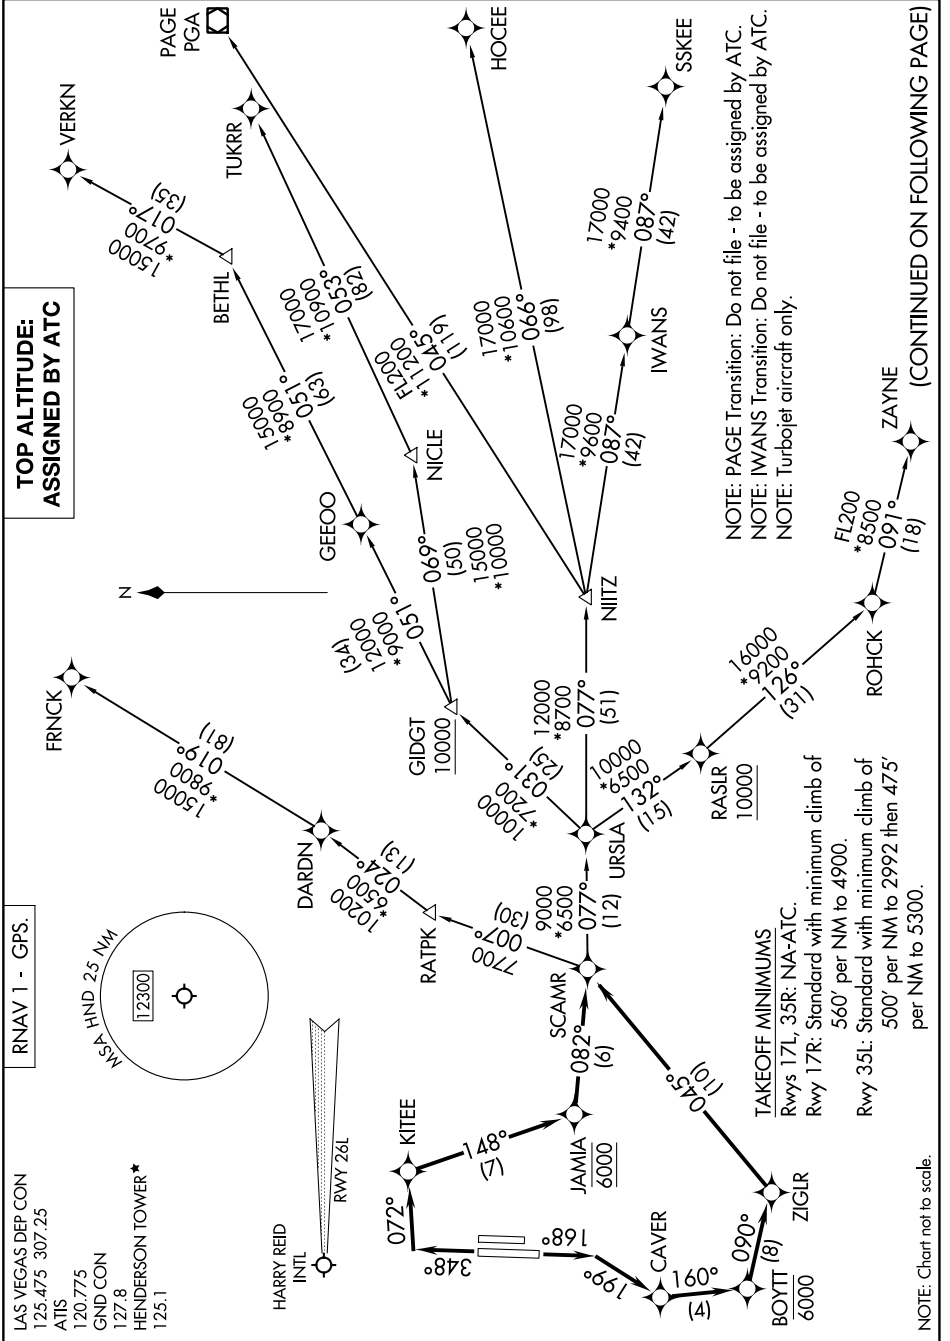 LAS VEGAS DEP CON
125.475 307.25
ATIS
120.775
GND CON
127.8
HENDERSON TOWER★
125.1
RNAV 1 - GPS.
TOP ALTITUDE:
ASSIGNED BY ATC
MSA HND 25 NM
12300
HARRY REID
INTL
RWY 26L
N
FRNCK
15000
*9800
019°
(81)
DARDN
10200
*6500
024°
(13)
RATPK
7700
007°
(30)
VERKN
15000
*9700
017°
(35)
BETHL
15000
*8900
051°
(63)
GEEOO
(34)
12000
*9000
051°
GIDGT
10000
PAGE
PGA
TUKRR
17000
*10900
053°
(82)
NICLE
069°
(50)
15000
*10000
FL200
*11200
045°
(119)
HOCEE
17000
*10600
066°
(98)
SSKEE
17000
*9400
087°
(42)
IWANS
17000
*9600
087°
(42)
NIITZ
12000
*8700
077°
(51)
10000
*7200
031°
(25)
URSLA
10000
*6500
132°
(15)
RASLR
10000
16000
*9200
126°
(31)
ROHCK
FL200
*8500
091°
(18)
ZAYNE
9000
*6500
077°
(12)
SCAMR
082°
(6)
JAMIA
6000
KITEE
148°
(7)
072°
348°
168°
199°
CAVER
160°
(4)
BOYTT
6000
090°
(8)
ZIGLR
045°
(10)
NOTE: PAGE Transition: Do not file - to be assigned by ATC.
NOTE: IWANS Transition: Do not file - to be assigned by ATC.
NOTE: Turbojet aircraft only.
TAKEOFF MINIMUMS
Rwys 17L, 35R: NA-ATC.
Rwy 17R: Standard with minimum climb of
560' per NM to 4900.
Rwy 35L: Standard with minimum climb of
500' per NM to 2992 then 475'
per NM to 5300.
NOTE: Chart not to scale.
(CONTINUED ON FOLLOWING PAGE)